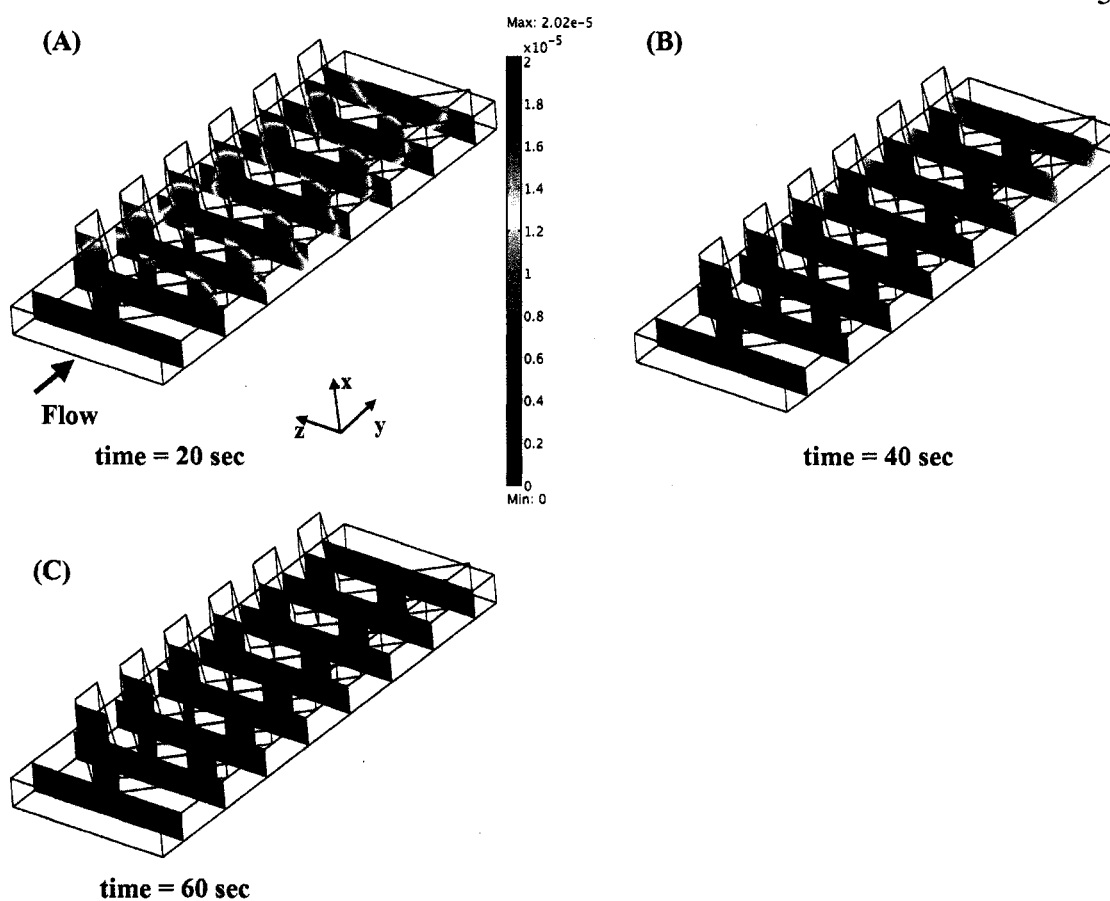 (A)
Max: 2.02e-5
×10⁻⁵
2
1.8
1.6
1.4
1.2
1
0.8
0.6
0.4
0.2
0
Min: 0
(B)
Flow
x
z
y
time = 20 sec
time = 40 sec
(C)
time = 60 sec